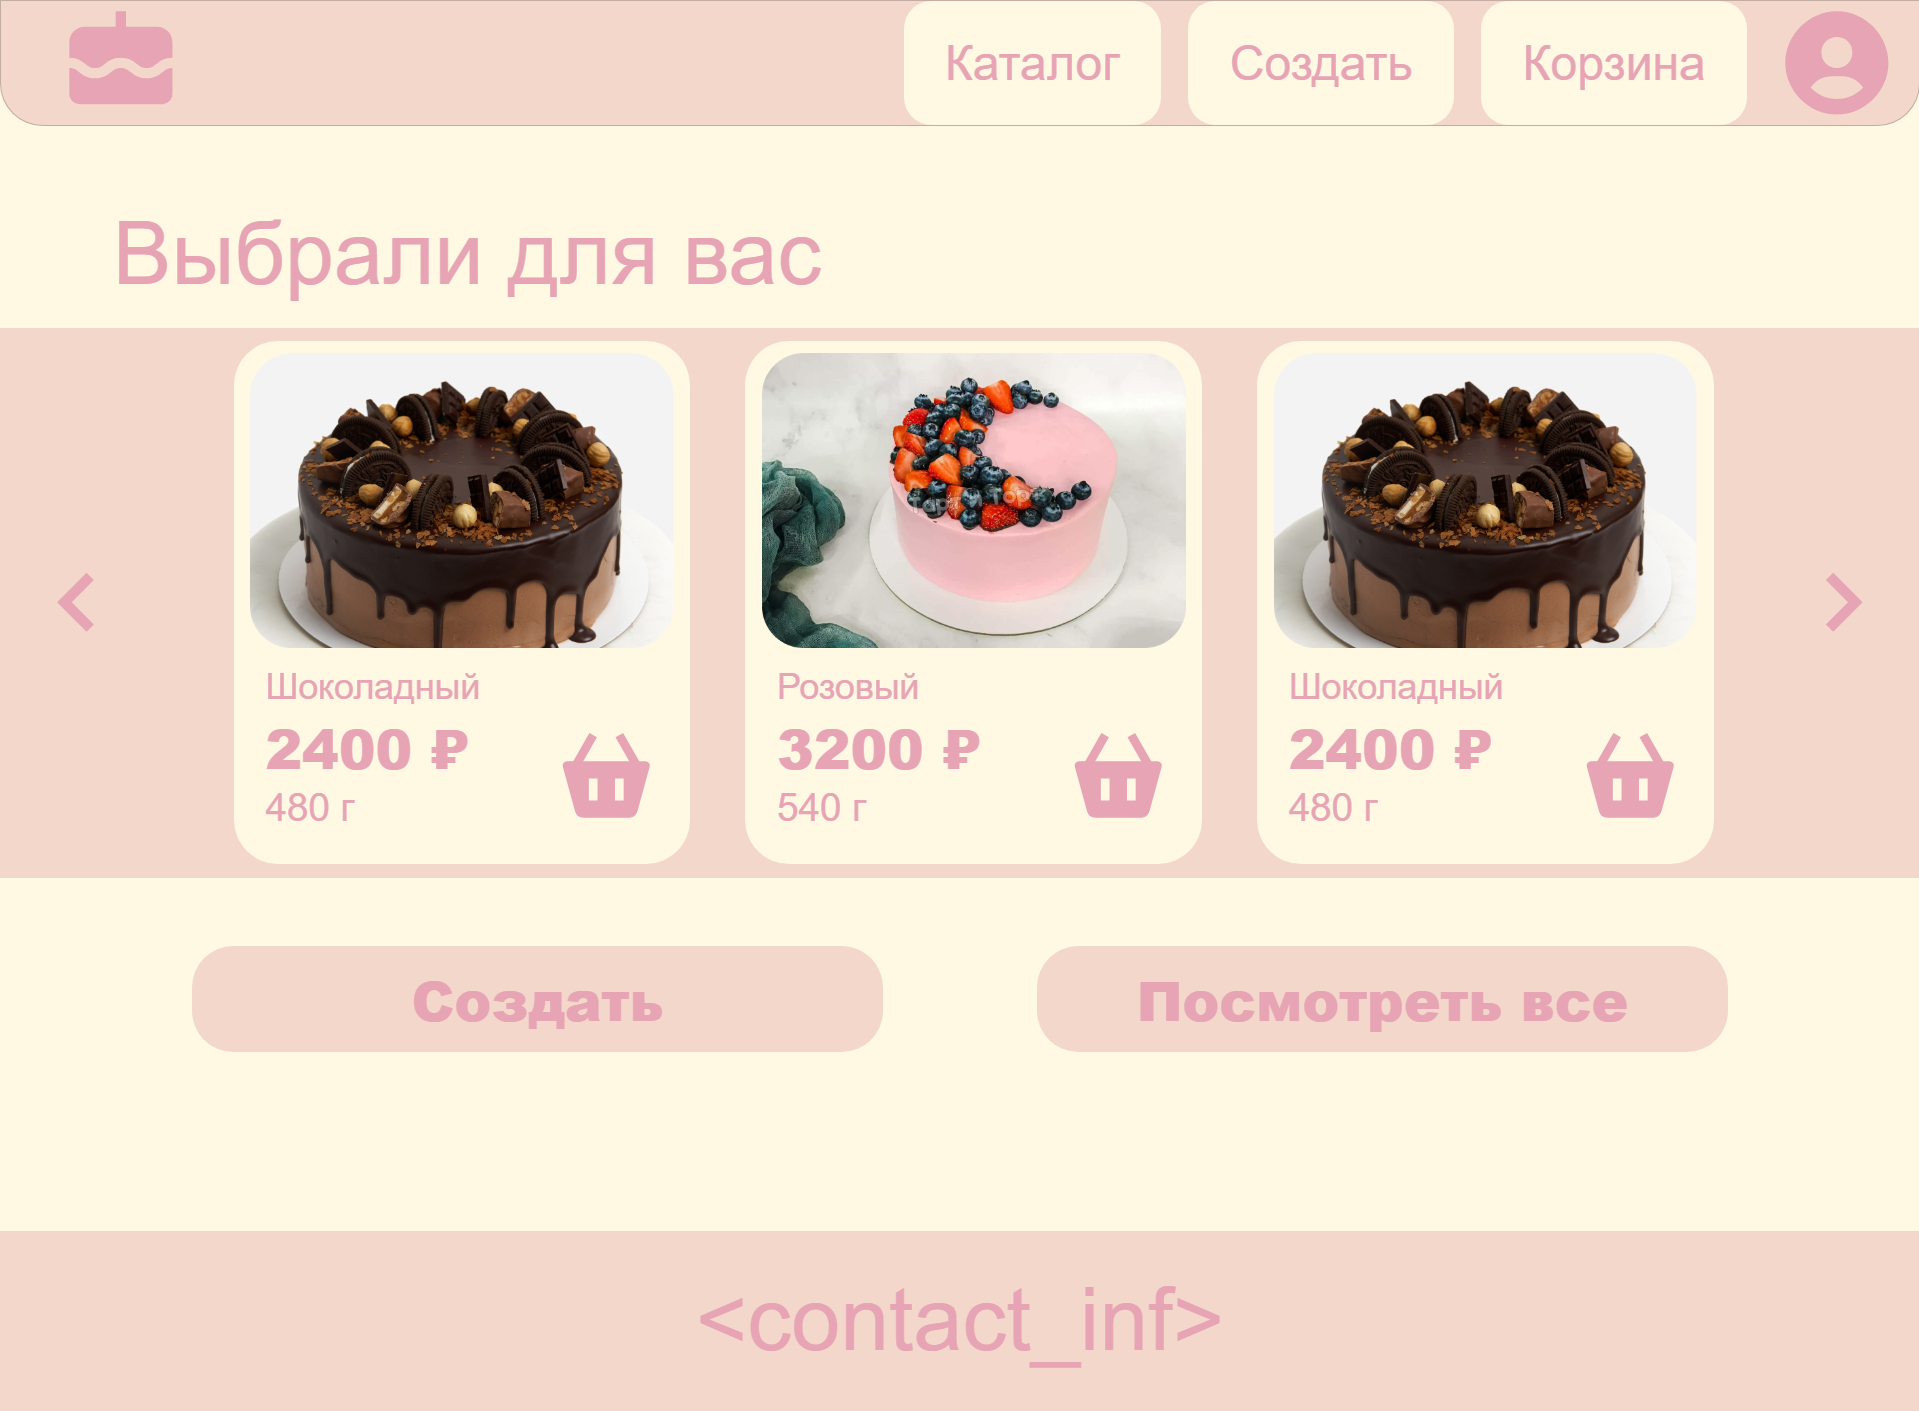 Каталог
Создать
Корзина
Выбрали для вас
Шоколадный
2400 ₽
480 г
Розовый
3200 ₽
540 г
Шоколадный
2400 ₽
480 г
Создать
Посмотреть все
<contact_inf>